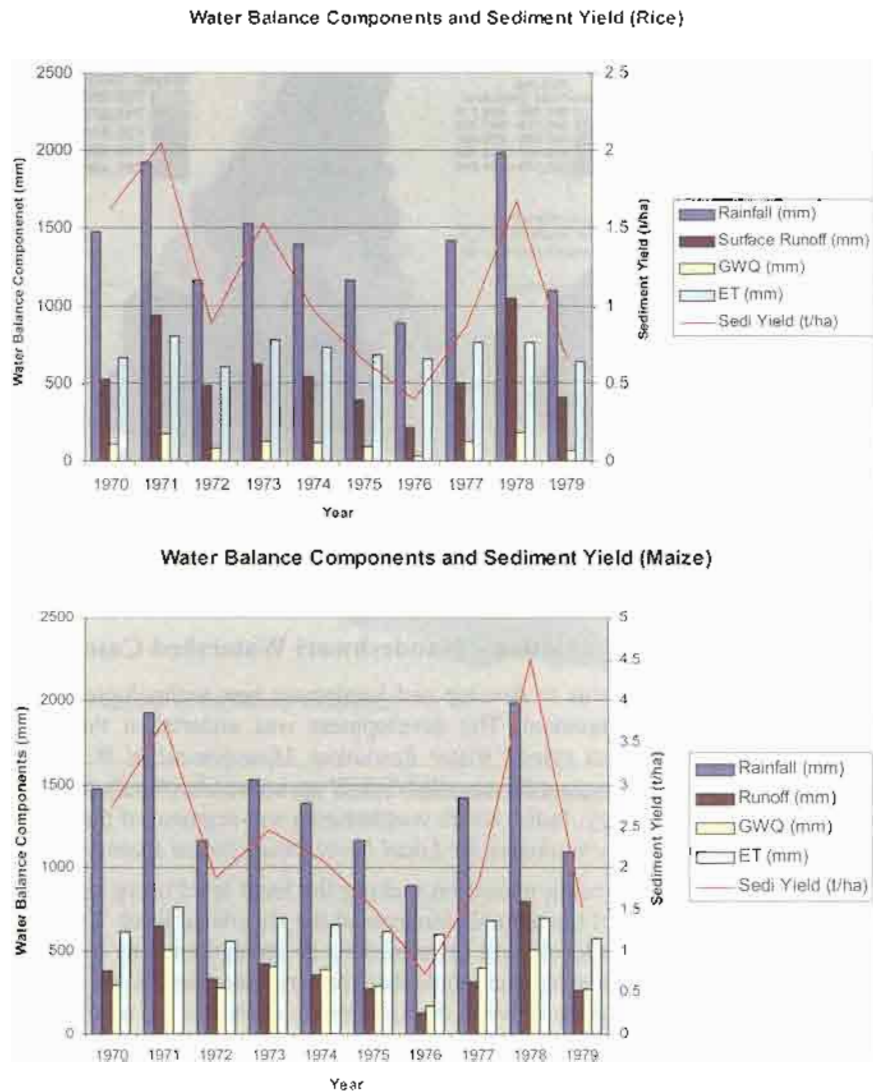 Water Balance Components and Sediment Yield (Rice)
Water Balance Componenet (mm)
2500
2000
1500
1000
500
0
2.5
2
1.5
1
0.5
0
Sediment Yield (t/ha)
1970 1971 1972 1973 1974 1975 1976 1977 1978 1979
Year
Rainfall (mm)
Surface Runoff (mm)
GWQ (mm)
ET (mm)
Sedi Yield (t/ha)
Water Balance Components and Sediment Yield (Maize)
Water Balance Components (mm)
2500
2000
1500
1000
500
0
5
4.5
4
3.5
3
2.5
2
1.5
1
0.5
0
Sediment Yield (t/ha)
1970 1971 1972 1973 1974 1975 1976 1977 1978 1979
Year
Rainfall (mm)
Runoff (mm)
GWQ (mm)
ET (mm)
Sedi Yield (t/ha)